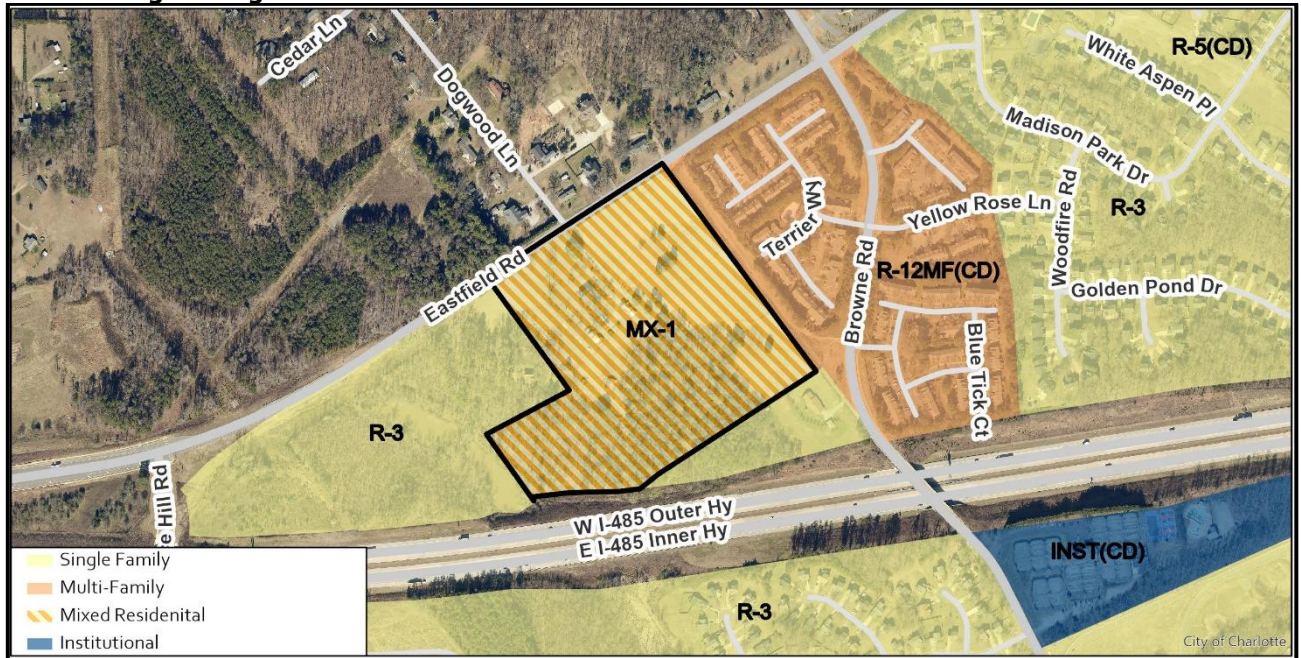 Cedar Ln
Dogwood Ln
White Aspen Pl
R-5(CD)
Madison Park Dr
R-3
Woodfire Rd
Yellow Rose Ln
Terrier Wy
R-12MF(CD)
Golden Pond Dr
Browne Rd
Blue Tick Ct
Eastfield Rd
MX-1
R-3
e Hill Rd
W I-485 Outer Hy
E I-485 Inner Hy
INST(CD)
R-3
Single Family
Multi-Family
Mixed Residenital
Institutional
City of Charlotte